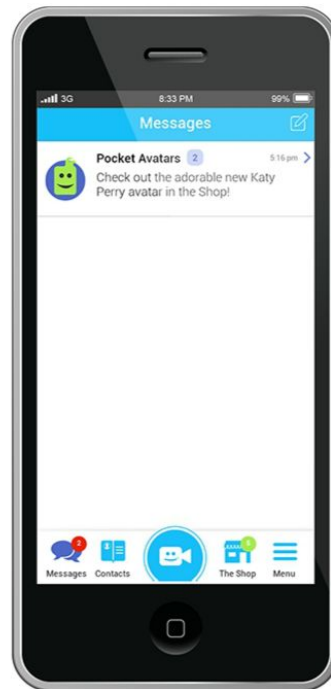 3G 8:33 PM 99%
Messages
Pocket Avatars 2 5:16 pm
Check out the adorable new Katy
Perry avatar in the Shop!
2
Messages Contacts The Shop Menu